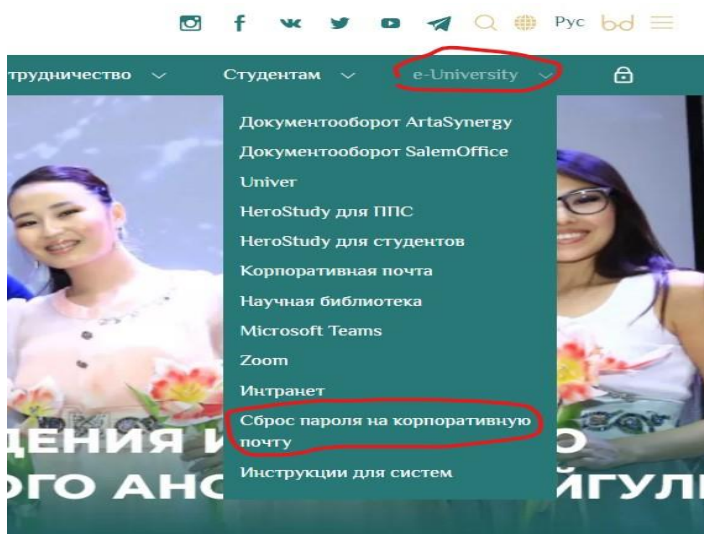 Рус
трудничество Студентам e-University
Документооборот ArtaSynergy
Документооборот SalemOffice
Univer
HeroStudy для ППС
HeroStudy для студентов
Корпоративная почта
Научная библиотека
Microsoft Teams
Zoom
Интранет
Сброс пароля на корпоративную
почту
Инструкции для систем
ДЕНИЯ И
ОГО АНС ЙГУЛ